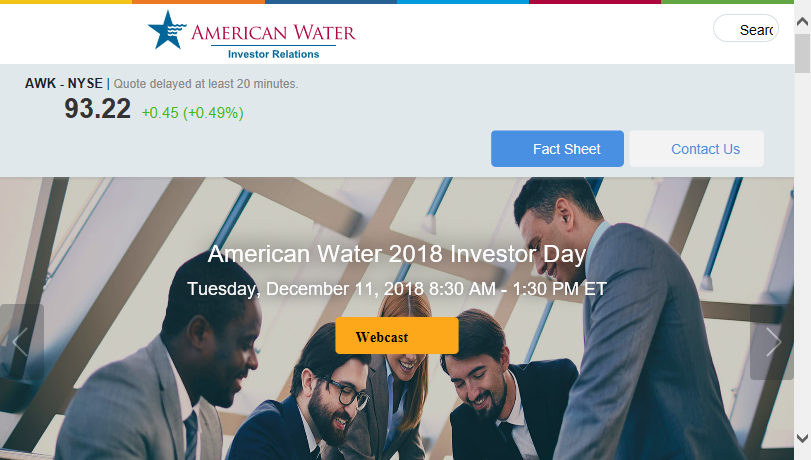 AMERICAN WATER
Investor Relations
Sear
AWK - NYSE | Quote delayed at least 20 minutes.
93.22 +0.45 (+0.49%)
Fact Sheet
Contact Us
American Water 2018 Investor Day
Tuesday, December 11, 2018 8:30 AM - 1:30 PM ET
Webcast